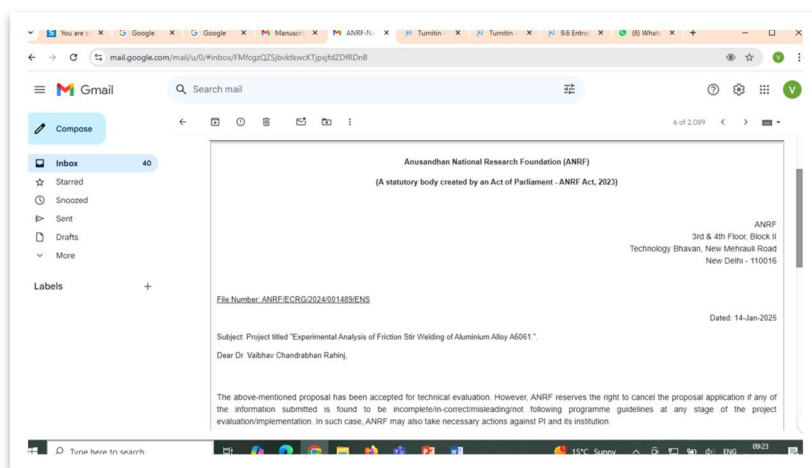 You are s
Google
Google
Manuscrip
ANRF-No
Turnitin -
Turnitin -
9.6 Entrep
(6) Whats
mail.google.com/mail/u/0/#inbox/
Gmail
Search mail
V
V
Compose
6 of 2,089
Inbox 40
Starred
Snoozed
Sent
Drafts
More
Labels +
Anusandhan National Research Foundation (ANRF)
(A statutory body created by an Act of Parliament - ANRF Act, 2023)
ANRF
3rd & 4th Floor, Block II
Technology Bhavan, New Mehrauli Road
New Delhi - 110016
File Number: ANRF/ECRG/2024/001489/ENS
Dated: 14-Jan-2025
Subject: Project titled "Experimental Analysis of Friction Stir Welding of Aluminium Alloy A6061.".
Dear Dr. Vaibhav Chandrabhan Rahinj,
The above-mentioned proposal has been accepted for technical evaluation. However, ANRF reserves the right to cancel the proposal application if any of
the information submitted is found to be incomplete/in-correct/misleading/not following programme guidelines at any stage of the project
evaluation/implementation. In such case, ANRF may also take necessary actions against PI and its institution.
Type here to search
15°C Sunny
ENG
09:23